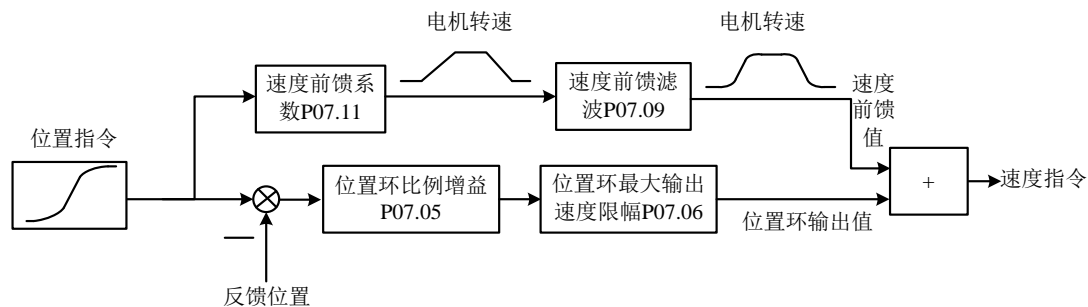 电机转速
电机转速
速度前馈系
数P07.11
速度前馈滤
波P07.09
速度
前馈
值
位置指令
位置环比例增益
P07.05
位置环最大输出
速度限幅P07.06
+
速度指令
位置环输出值
反馈位置